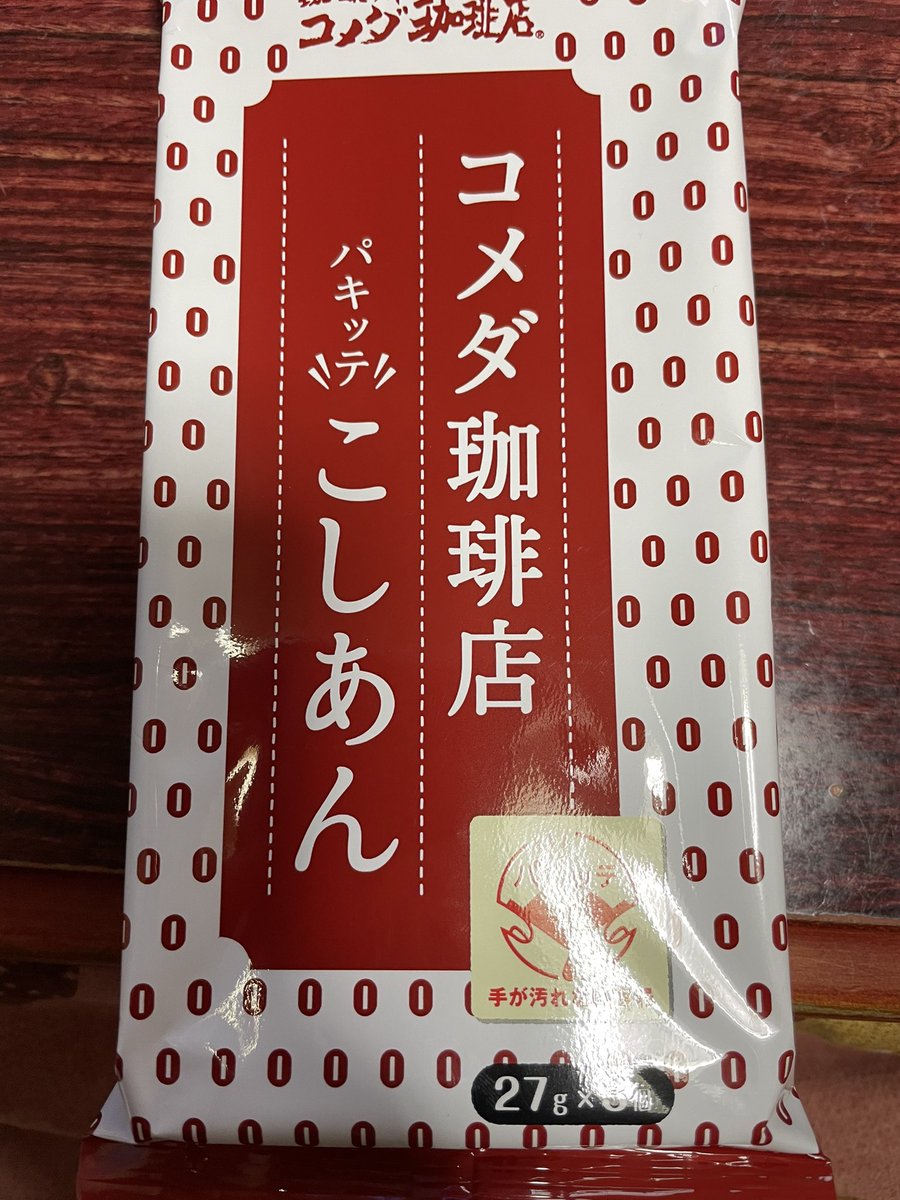 コメダ珈琲店
コメダ珈琲店
パキッテ
こしあん
手が汚れ
27g×
個